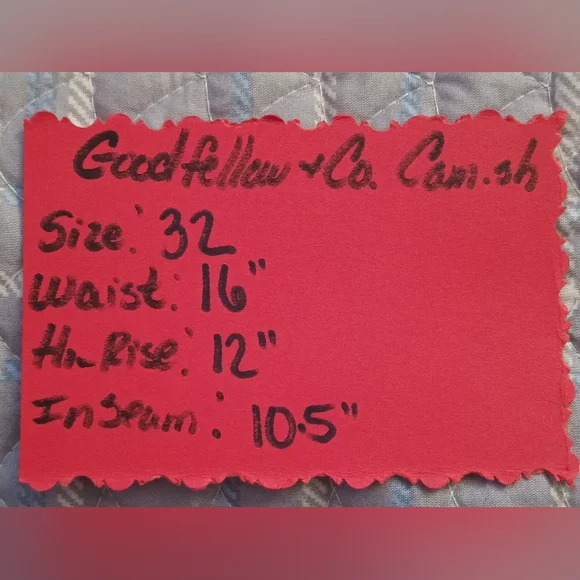 Goodfellow + Co. Cam.sh
Size: 32
Waist: 16"
Hi-Rise: 12"
Inseam: 10.5"